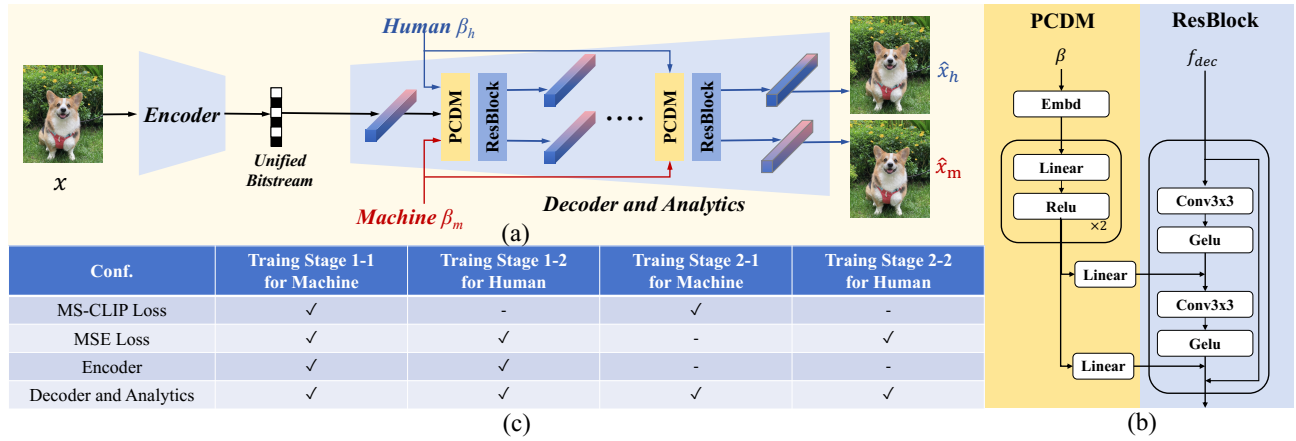 Human β_h
x
Encoder
Unified
Bitstream
PCDM
ResBlock
....
PCDM
ResBlock
x̂_h
x̂_m
Machine β_m
Decoder and Analytics
(a)
Conf.
Traing Stage 1-1
for Machine
Traing Stage 1-2
for Human
Traing Stage 2-1
for Machine
Traing Stage 2-2
for Human
MS-CLIP Loss ✓ - ✓ -
MSE Loss ✓ ✓ - ✓
Encoder ✓ ✓ - -
Decoder and Analytics ✓ ✓ ✓ ✓
(c)
PCDM
ResBlock
β
f_dec
Embd
Linear
Relu
×2
Linear
Linear
Conv3x3
Gelu
Conv3x3
Gelu
(b)